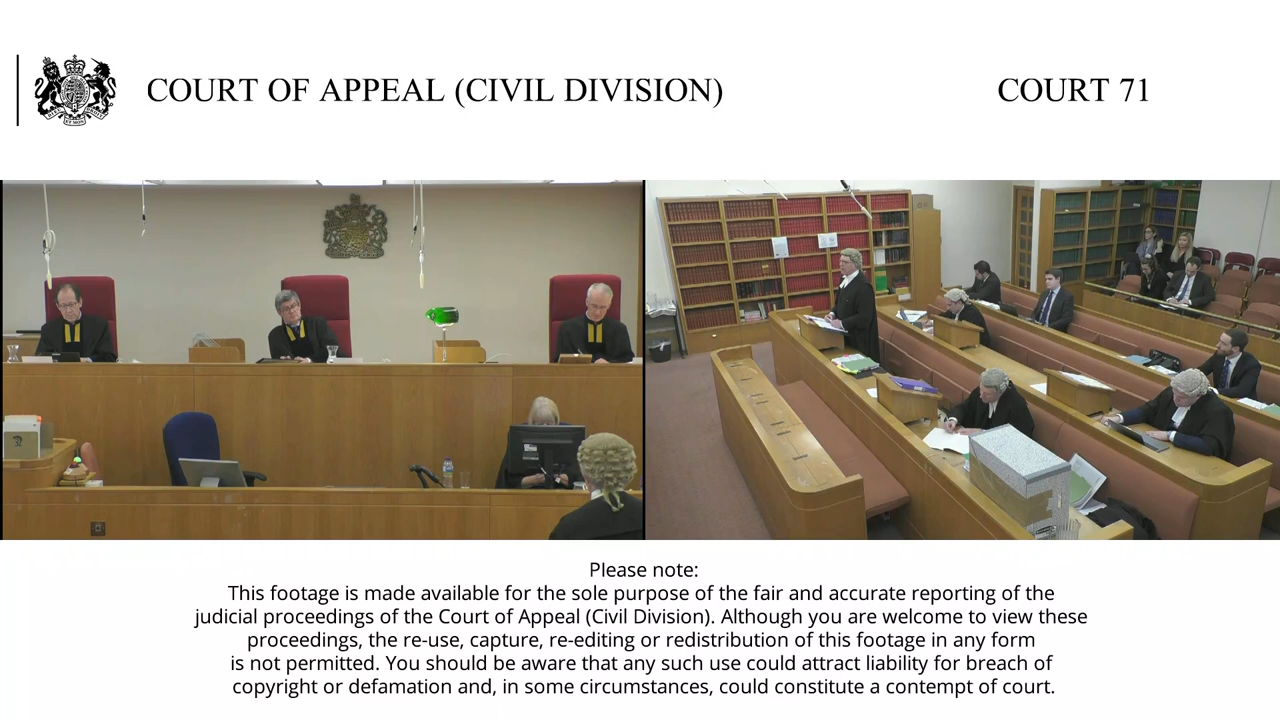 COURT OF APPEAL (CIVIL DIVISION)
COURT 71
Please note:
This footage is made available for the sole purpose of the fair and accurate reporting of the
judicial proceedings of the Court of Appeal (Civil Division). Although you are welcome to view these
proceedings, the re-use, capture, re-editing or redistribution of this footage in any form
is not permitted. You should be aware that any such use could attract liability for breach of
copyright or defamation and, in some circumstances, could constitute a contempt of court.